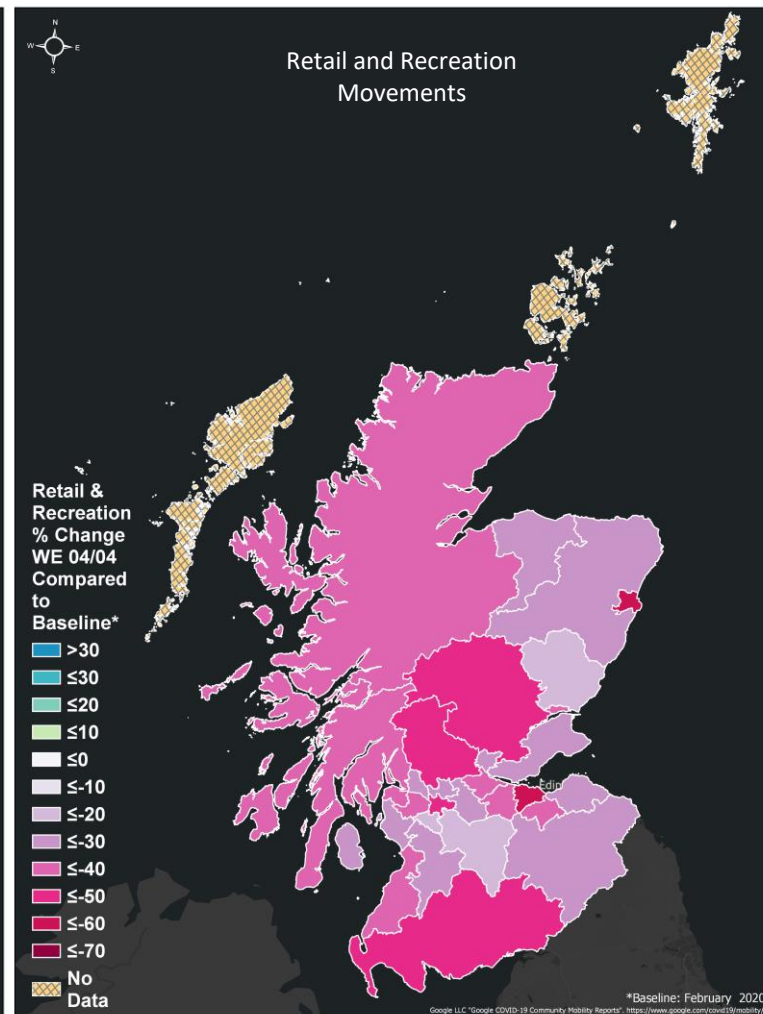 N
W E
S
Retail and Recreation
Movements
Retail &
Recreation
% Change
WE 04/04
Compared
to
Baseline*
>30
≤30
≤20
≤10
≤0
≤-10
≤-20
≤-30
≤-40
≤-50
≤-60
≤-70
No
Data
Edin
*Baseline: February 2020
Google LLC "Google COVID-19 Community Mobility Reports". https://www.google.com/covid19/mobility/